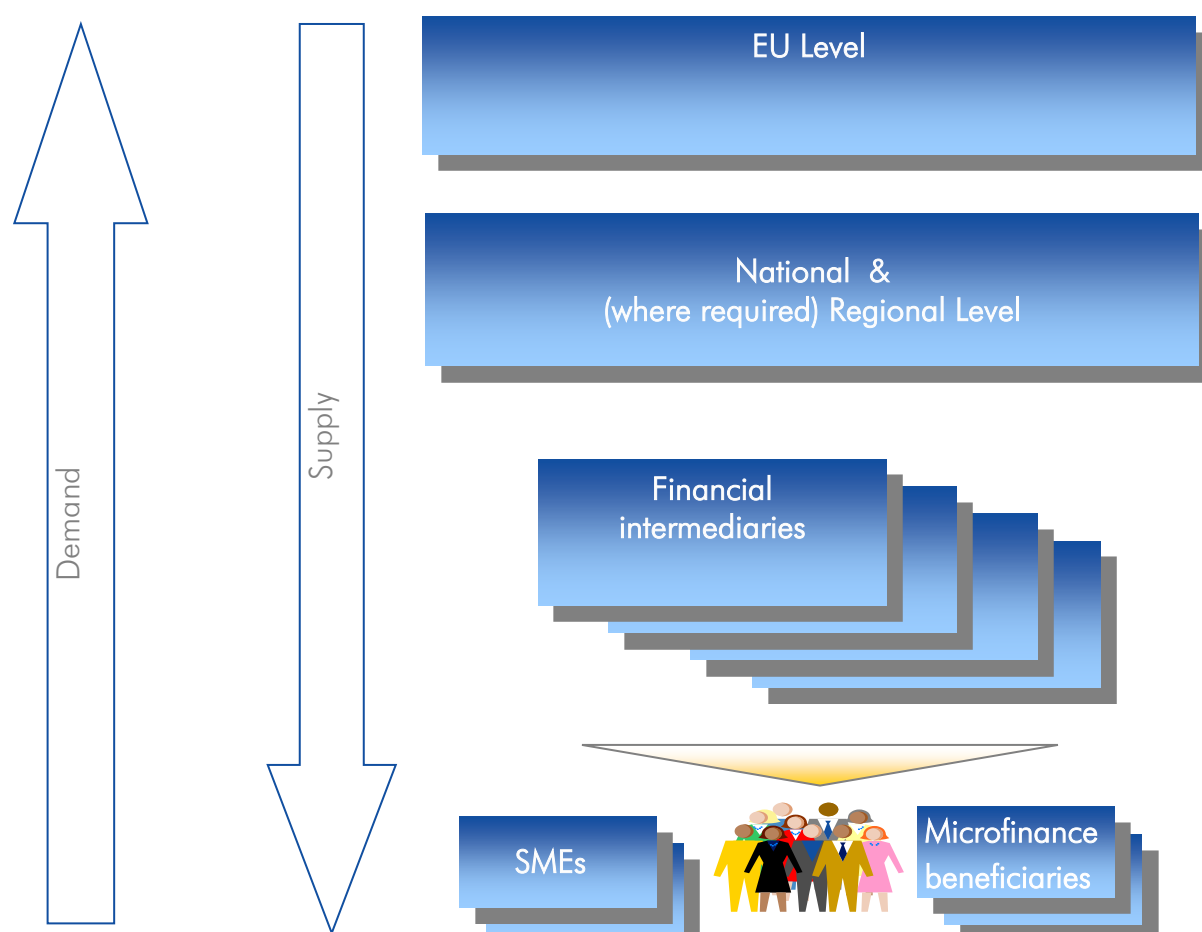 EU Level
National &
(where required) Regional Level
Supply
Demand
Financial
intermediaries
SMEs
Microfinance
beneficiaries